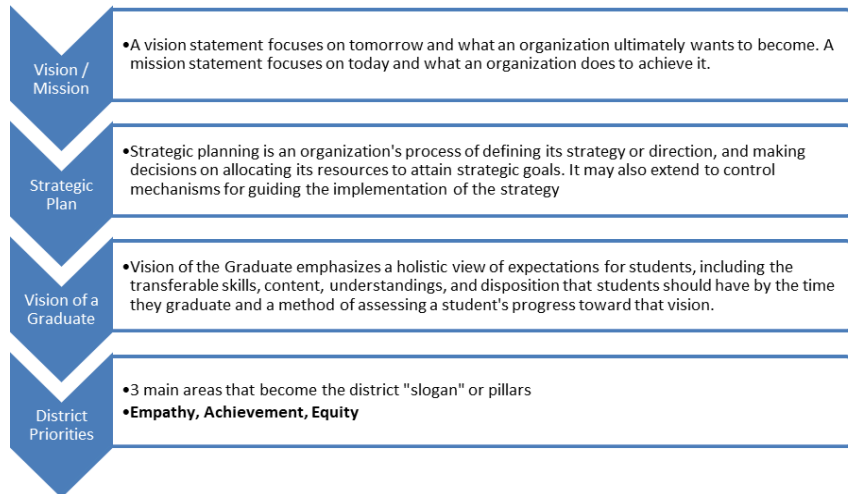 Vision /
Mission
•A vision statement focuses on tomorrow and what an organization ultimately wants to become. A
mission statement focuses on today and what an organization does to achieve it.
Strategic
Plan
•Strategic planning is an organization's process of defining its strategy or direction, and making
decisions on allocating its resources to attain strategic goals. It may also extend to control
mechanisms for guiding the implementation of the strategy
Vision of a
Graduate
•Vision of the Graduate emphasizes a holistic view of expectations for students, including the
transferable skills, content, understandings, and disposition that students should have by the time
they graduate and a method of assessing a student's progress toward that vision.
District
Priorities
•3 main areas that become the district "slogan" or pillars
•Empathy, Achievement, Equity